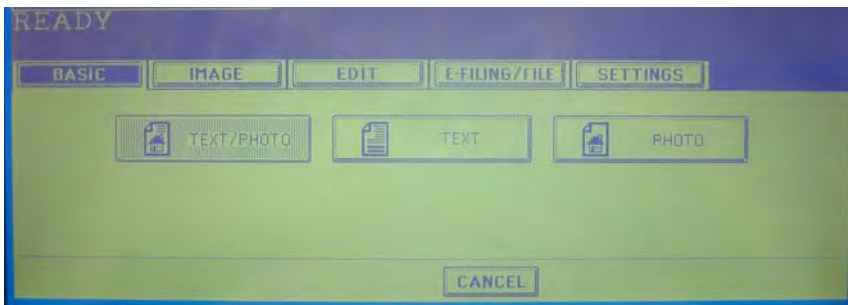 READY
BASIC IMAGE EDIT E-FILING/FILE SETTINGS
TEXT/PHOTO TEXT PHOTO
CANCEL